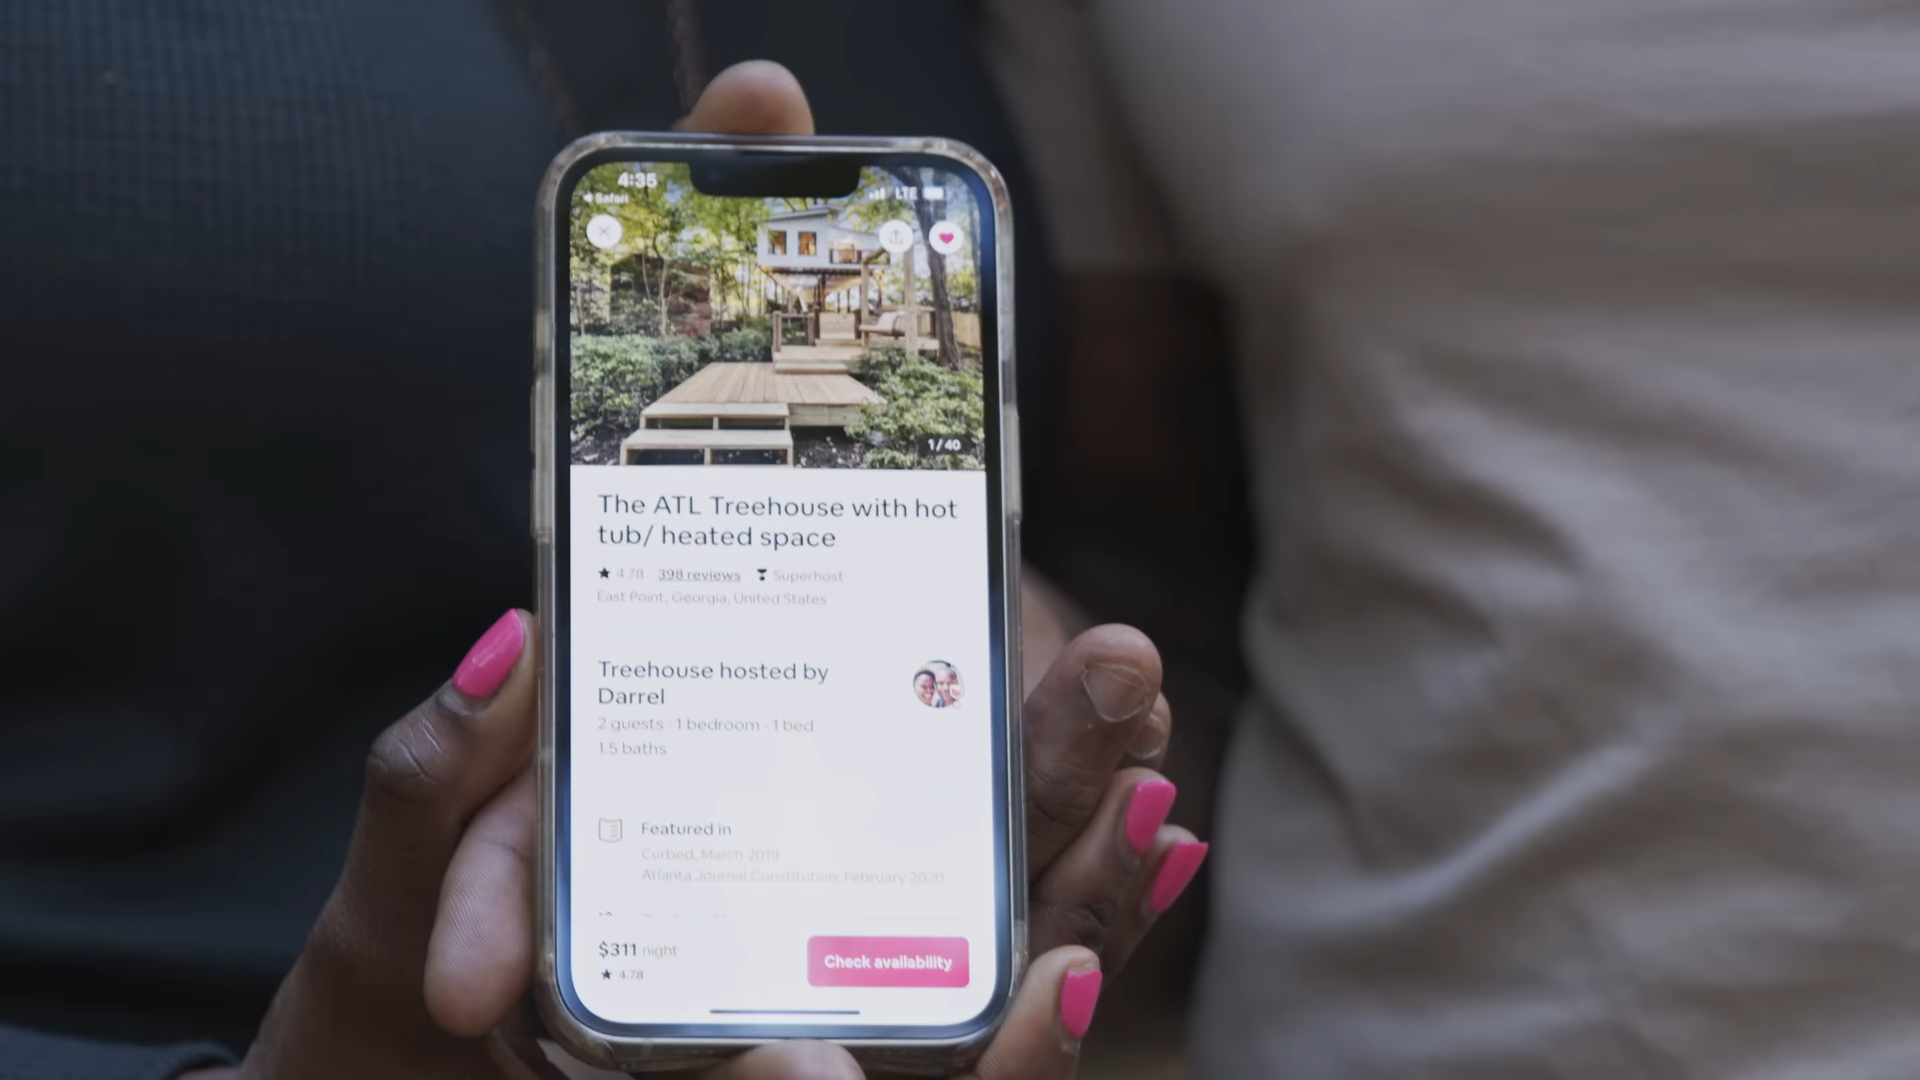 4:35
LTE
Safari
1 / 40
The ATL Treehouse with hot
tub/ heated space
4.78 · 398 reviews Superhost
East Point, Georgia, United States
Treehouse hosted by
Darrel
2 guests · 1 bedroom · 1 bed
1.5 baths
Featured in
Curbed, March 2019
Atlanta Journal Constitution, February 2020
$311 night
4.78
Check availability